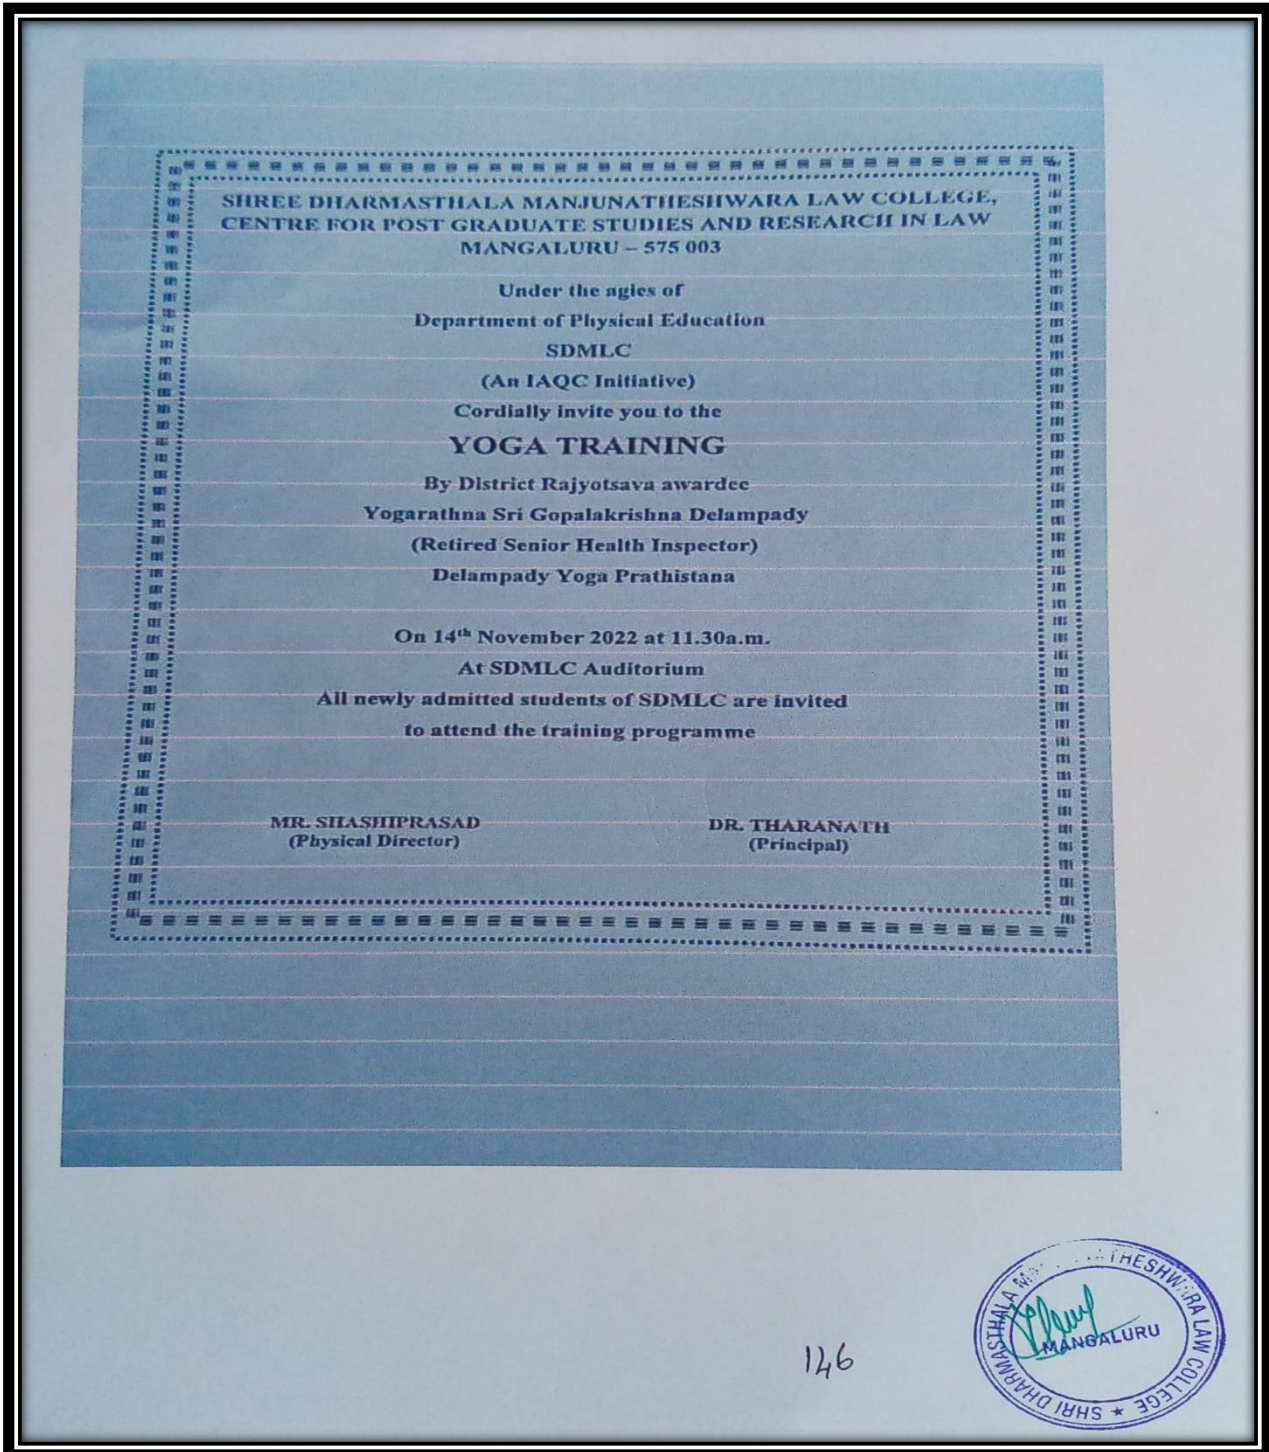 SHREE DHARMASTHALA MANJUNATHESHWARA LAW COLLEGE,
CENTRE FOR POST GRADUATE STUDIES AND RESEARCH IN LAW
MANGALURU – 575 003
Under the agies of
Department of Physical Education
SDMLC
(An IAQC Initiative)
Cordially invite you to the
YOGA TRAINING
By District Rajyotsava awardee
Yogarathna Sri Gopalakrishna Delampady
(Retired Senior Health Inspector)
Delampady Yoga Prathistana
On 14th November 2022 at 11.30a.m.
At SDMLC Auditorium
All newly admitted students of SDMLC are invited
to attend the training programme
MR. SHASHIPRASAD
(Physical Director)
DR. THARANATH
(Principal)
146
SHRI DHARMASTHALA LAW COLLEGE ★
MANGALURU